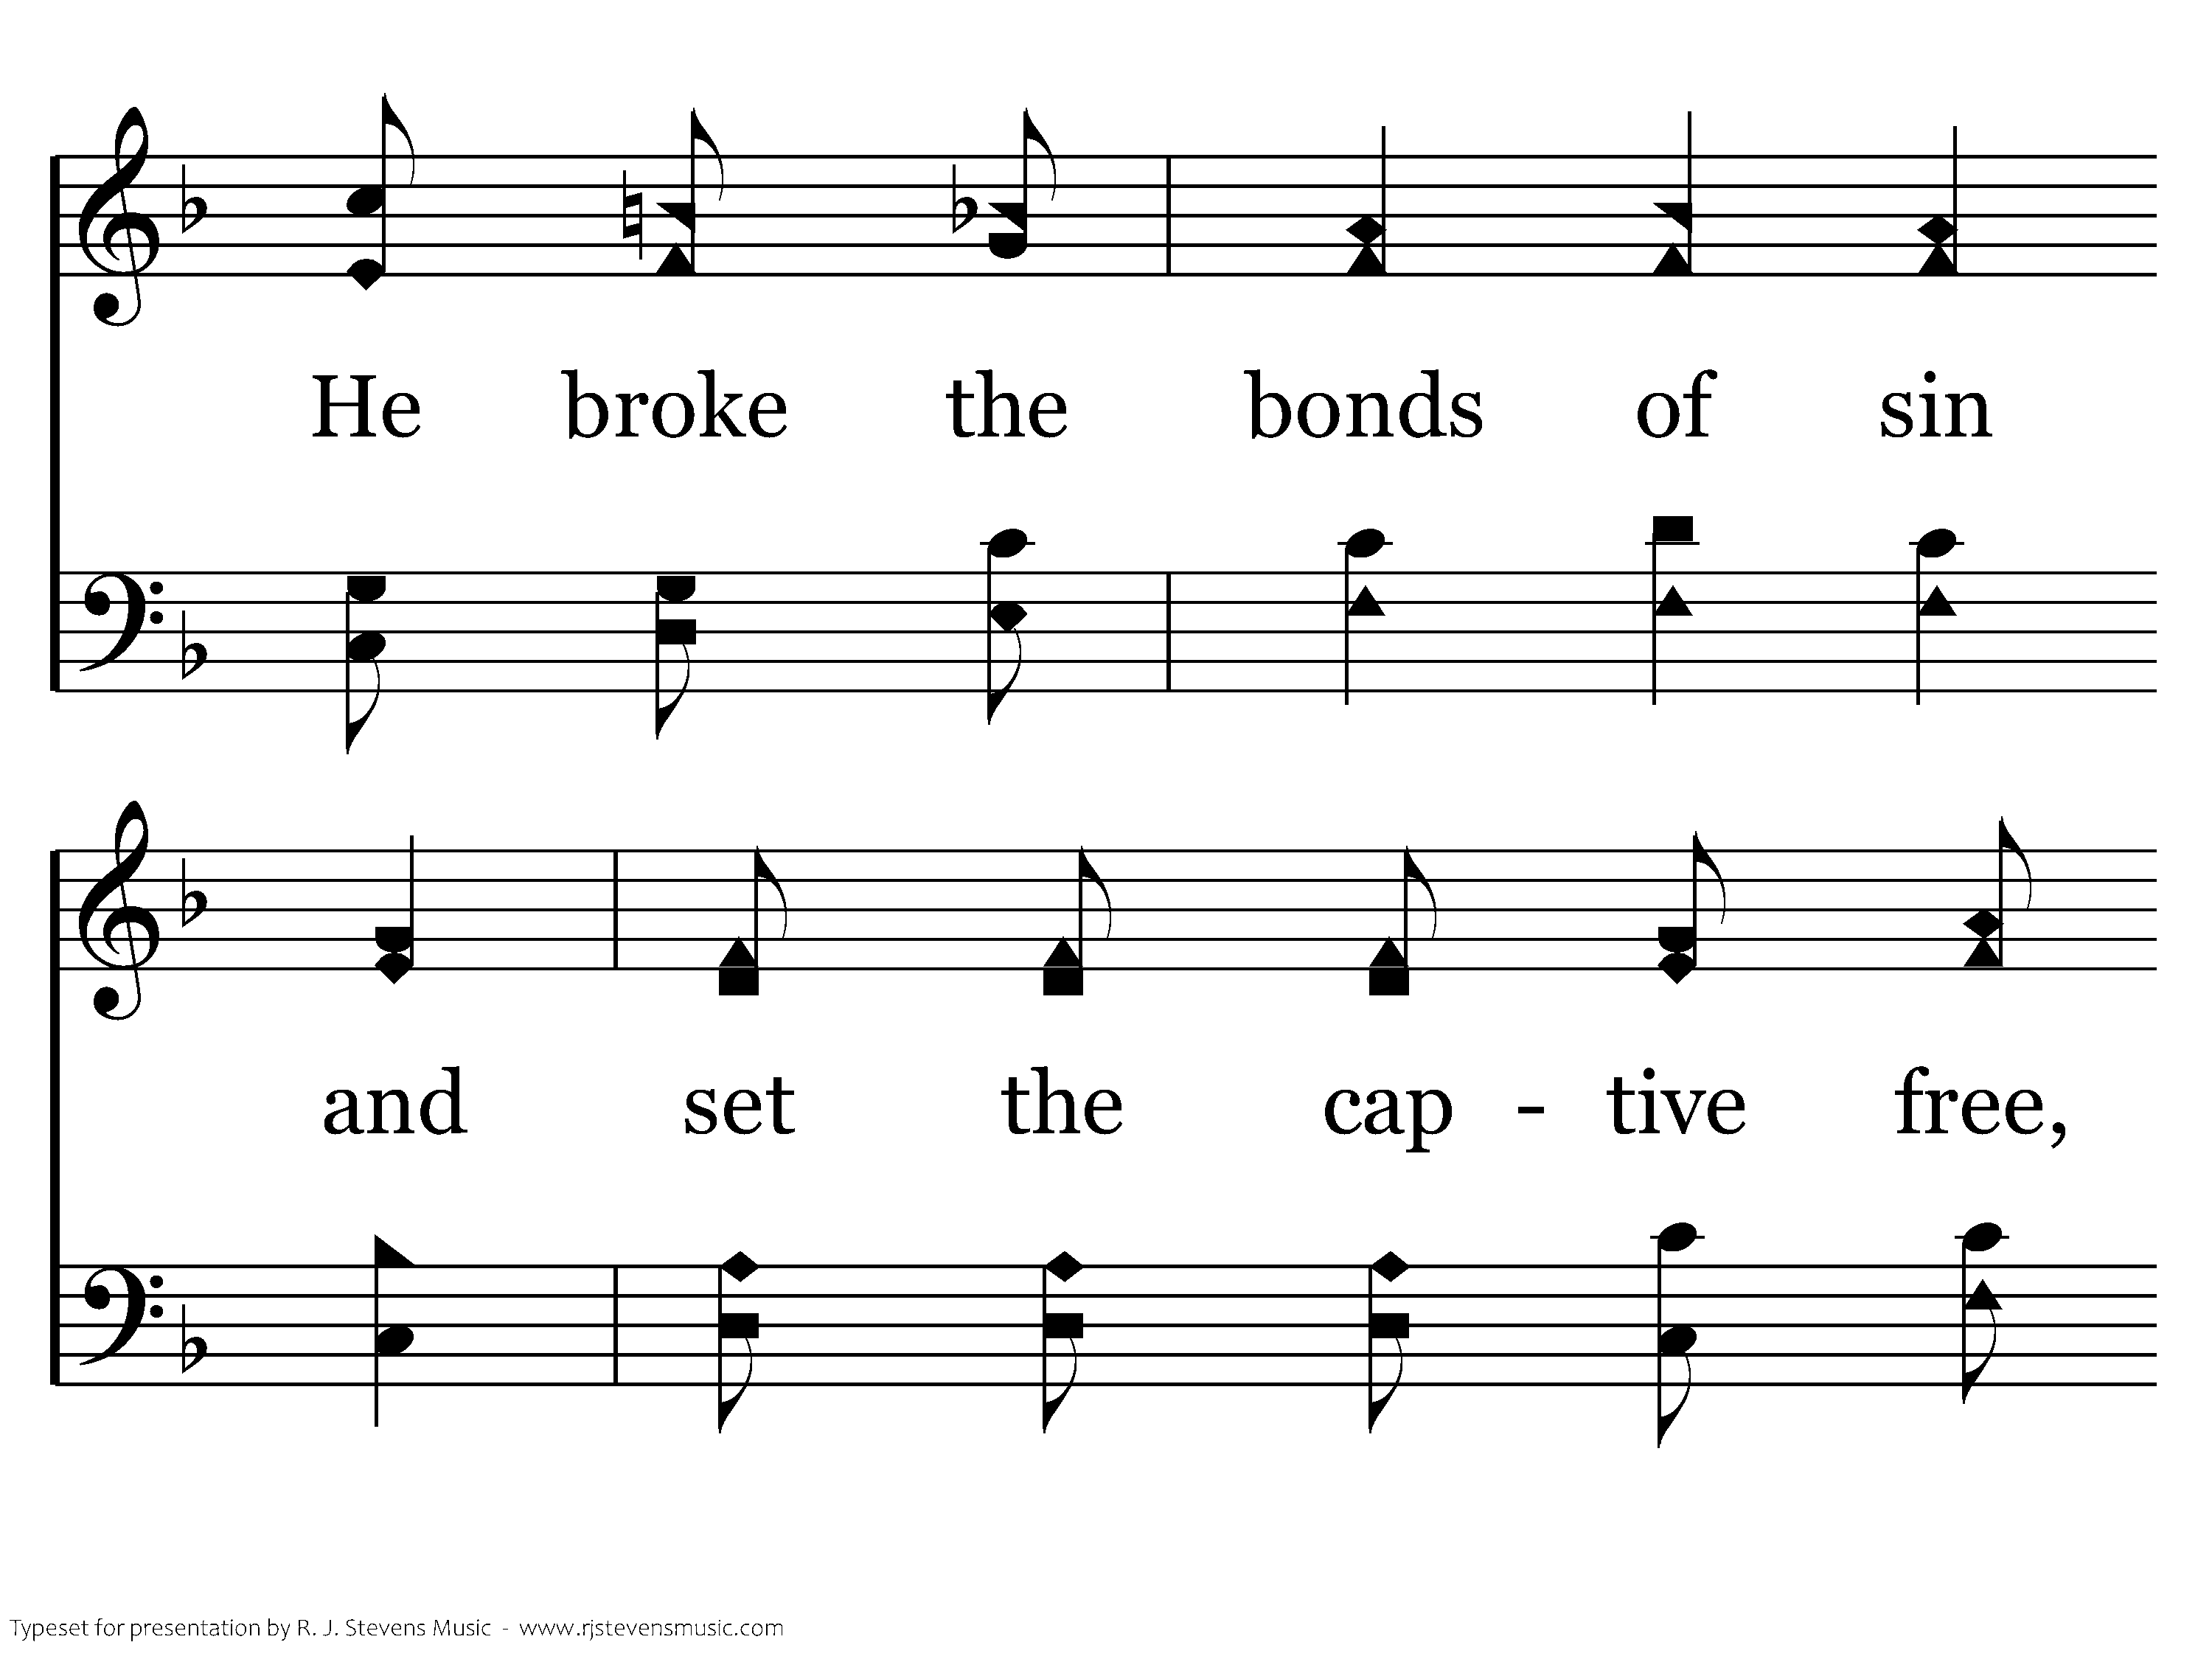 He broke the bonds of sin
and set the cap - tive free,
Typeset for presentation by R. J. Stevens Music - www.rjstevensmusic.com